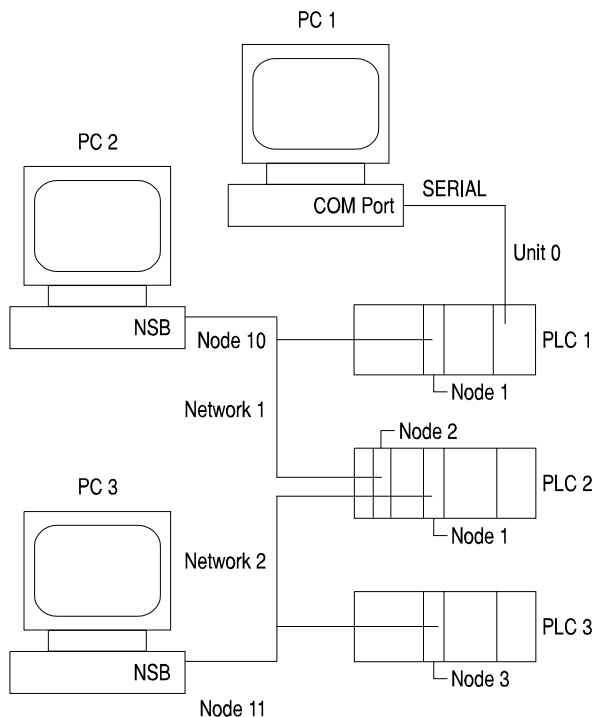 PC 1
PC 2
SERIAL
COM Port
Unit 0
NSB
Node 10
PLC 1
Node 1
Network 1
Node 2
PC 3
PLC 2
Node 1
Network 2
PLC 3
NSB
Node 3
Node 11